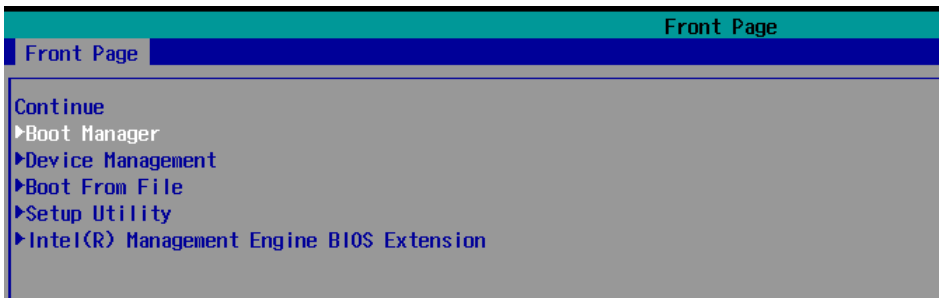 Front Page
Front Page
Continue
▶Boot Manager
▶Device Management
▶Boot From File
▶Setup Utility
▶Intel(R) Management Engine BIOS Extension